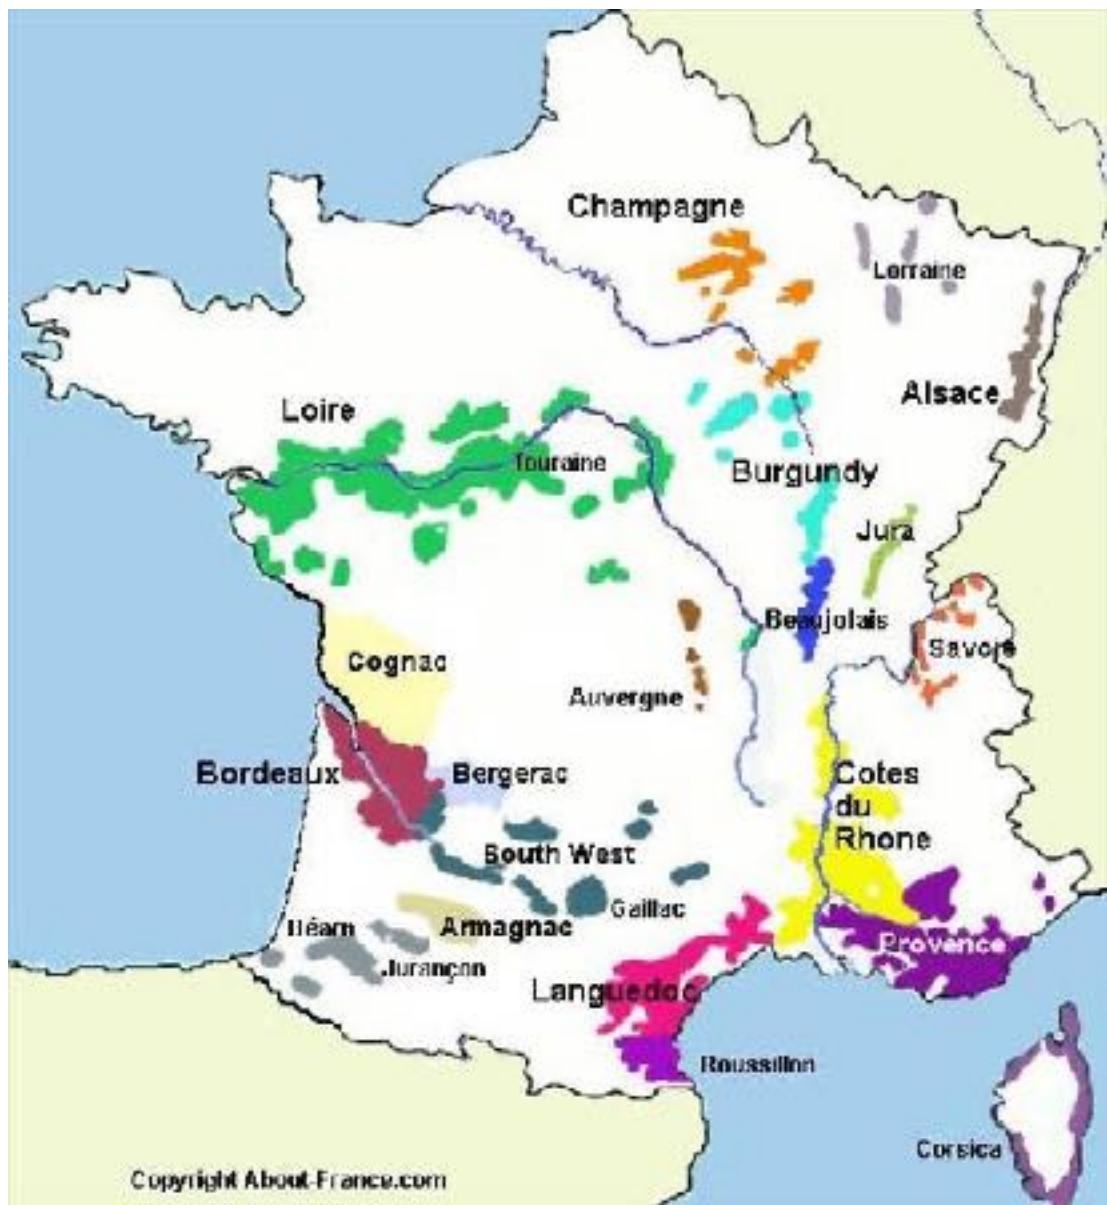 Champagne
Lorraine
Alsace
Loire
Touraine
Burgundy
Jura
Beaujolais
Savoie
Cognac
Auvergne
Bordeaux
Bergerac
Cotes
du
Rhone
South West
Gaillac
Béarn
Armagnac
Provence
Jurançon
Languedoc
Roussillon
Corsica
Copyright About-France.com